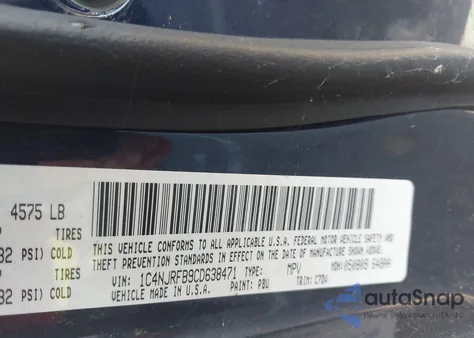 4575 LB
TIRES
PSI) COLD
TIRES
PSI) COLD
THIS VEHICLE CONFORMS TO ALL APPLICABLE U.S.A. FEDERAL MOTOR VEHICLE SAFETY AND
THEFT PREVENTION STANDARDS IN EFFECT ON THE DATE OF MANUFACTURE SHOWN ABOVE.
VIN: 1C4NJRFB9CD638471 TYPE: MPV
VEHICLE MADE IN U.S.A. PAINT: PBU TRIM:
autoSnap